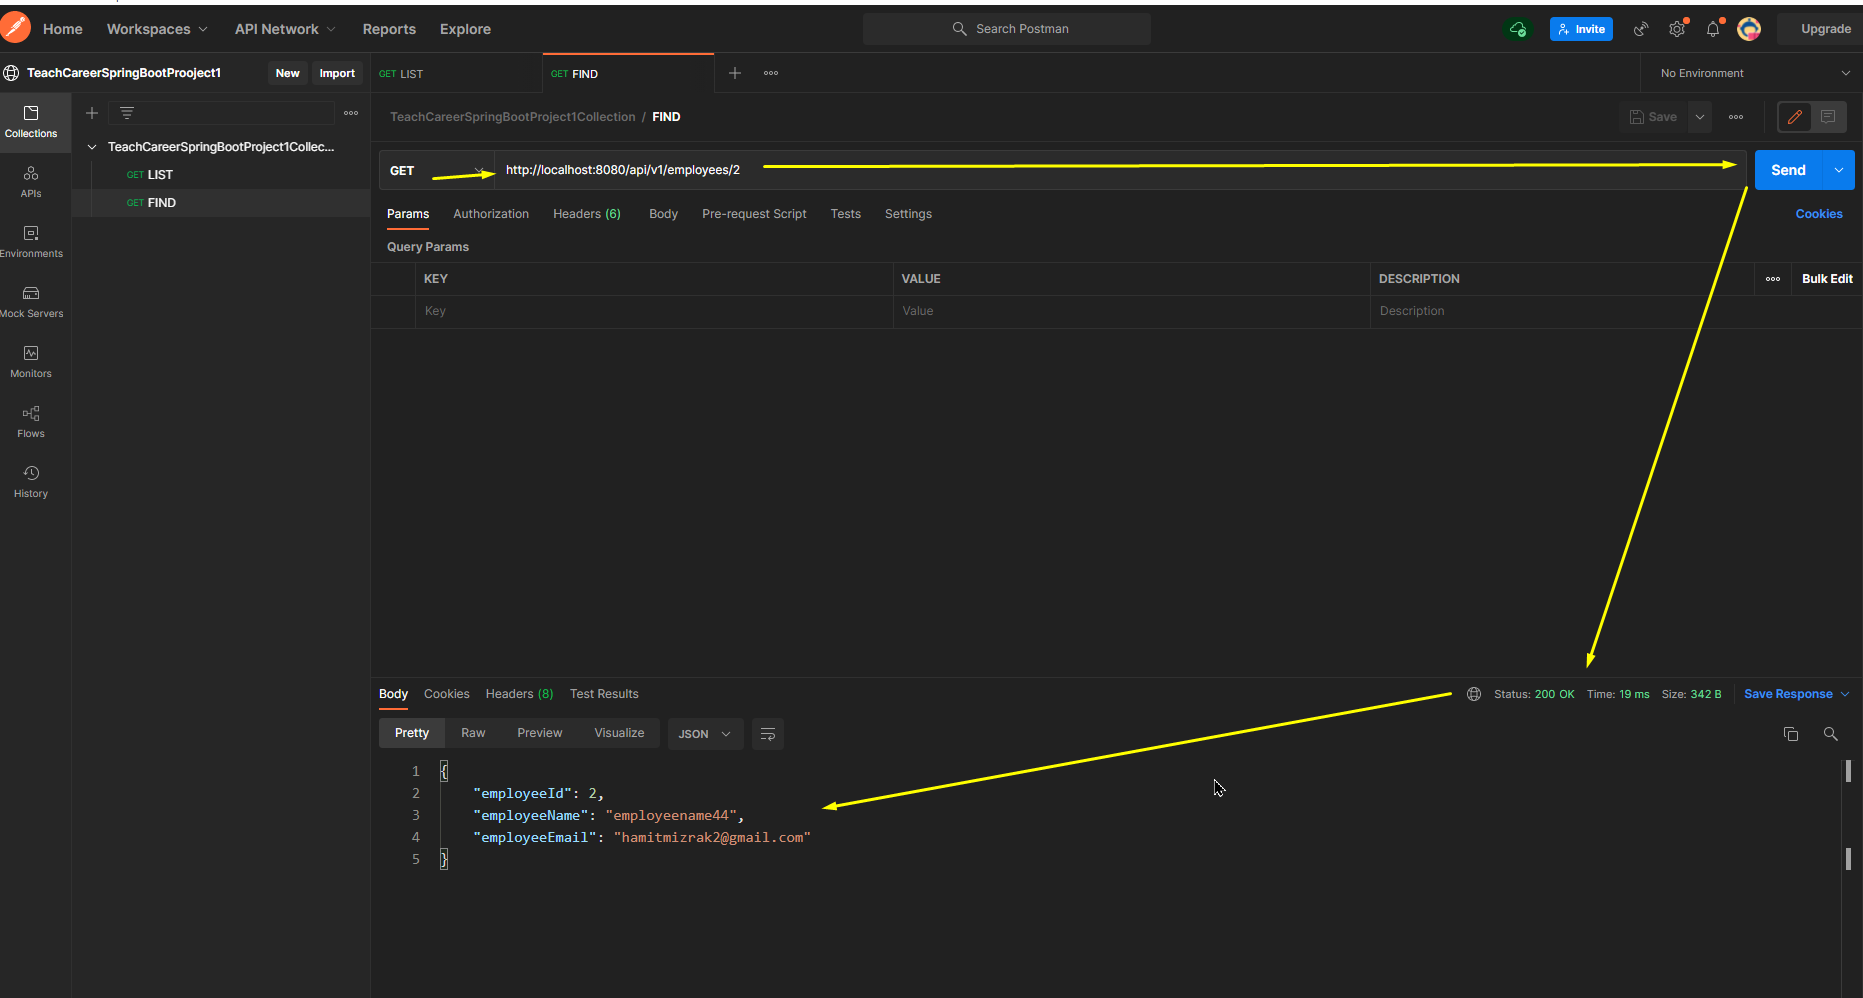 Home Workspaces API Network Reports Explore Search Postman Invite Upgrade
TeachCareerSpringBootProoject1 New Import GET LIST GET FIND No Environment
Collections
APIs
Environments
Mock Servers
Monitors
Flows
History
TeachCareerSpringBootProject1Collec...
GET LIST
GET FIND
TeachCareerSpringBootProject1Collection / FIND Save
GET http://localhost:8080/api/v1/employees/2 Send
Params Authorization Headers (6) Body Pre-request Script Tests Settings Cookies
Query Params
KEY VALUE DESCRIPTION Bulk Edit
Key Value Description
Body Cookies Headers (8) Test Results Status: 200 OK Time: 19 ms Size: 342 B Save Response
Pretty Raw Preview Visualize JSON
1 {
2 "employeeId": 2,
3 "employeeName": "employeename44",
4 "employeeEmail": "hamitmizrak2@gmail.com"
5 }